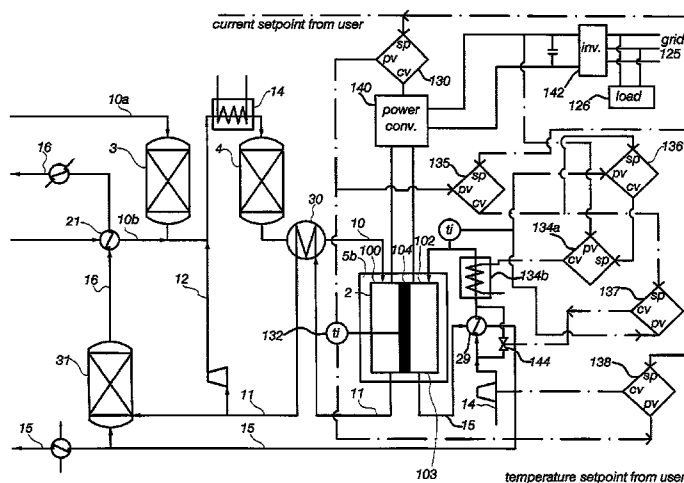 current setpoint from user
sp
pv
cv
130
140
power
conv.
inv.
142
grid
125
load
126
10a
14
3
4
16
21
10b
30
10
12
16
135
sp
pv
cv
136
sp
pv
cv
134a
pv
cv
sp
ti
134b
5b
100
104
102
2
132
ti
29
144
137
sp
cv
pv
31
11
11
15
14
138
sp
cv
pv
15
15
103
temperature setpoint from user